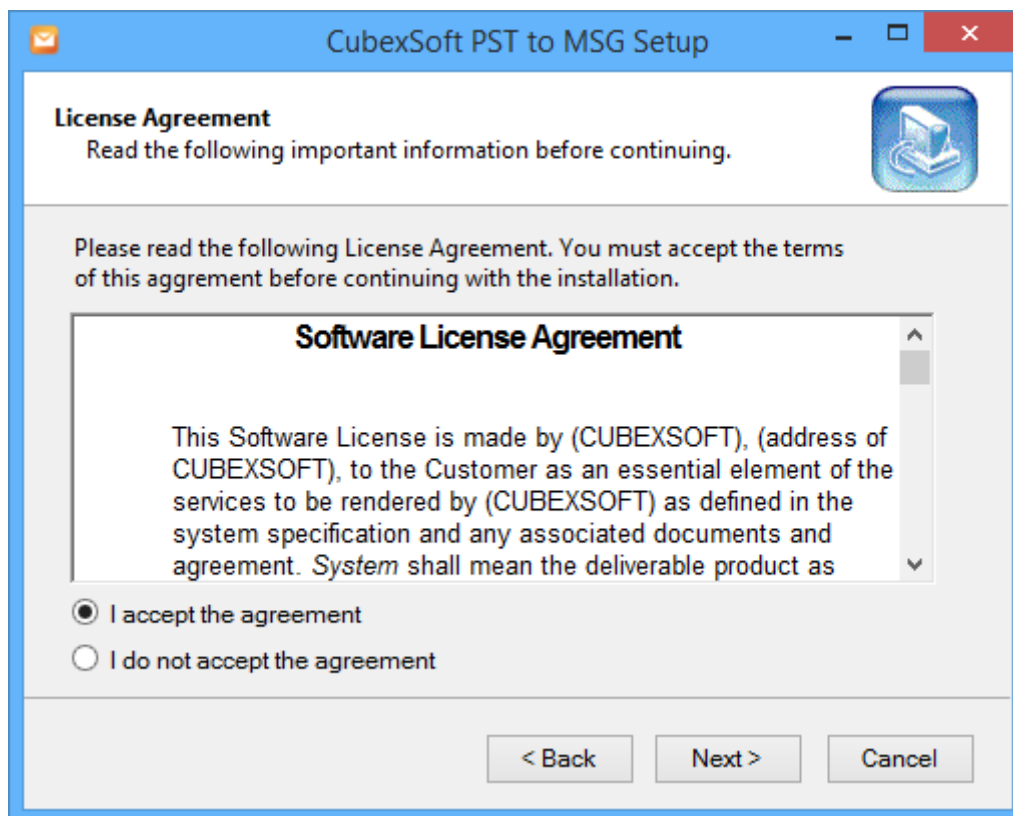 CubexSoft PST to MSG Setup
License Agreement
Read the following important information before continuing.
Please read the following License Agreement. You must accept the terms
of this aggrement before continuing with the installation.
Software License Agreement
This Software License is made by (CUBEXSOFT), (address of
CUBEXSOFT), to the Customer as an essential element of the
services to be rendered by (CUBEXSOFT) as defined in the
system specification and any associated documents and
agreement. System shall mean the deliverable product as
I accept the agreement
I do not accept the agreement
< Back Next > Cancel